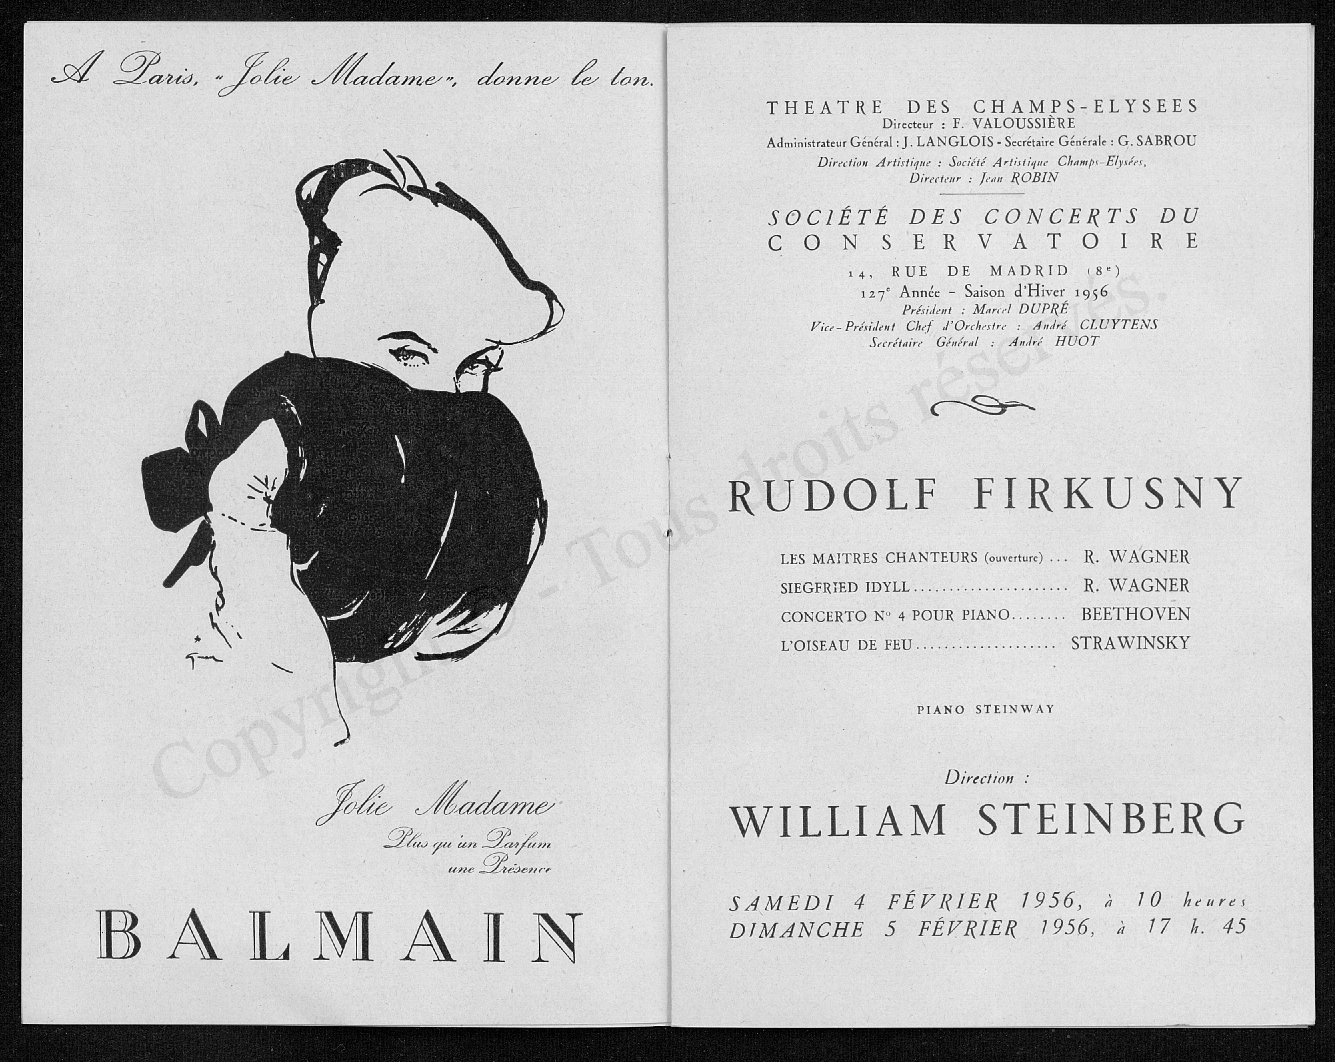 A Paris, "Jolie Madame", donne le ton.
Jolie Madame
Plus qu'un Parfum
une Présence
BALMAIN
THEATRE DES CHAMPS-ELYSEES
Directeur : F. VALOUSSIÈRE
Administrateur Général : J. LANGLOIS - Secrétaire Générale : G. SABROU
Direction Artistique : Société Artistique Champs-Elysées,
Directeur : Jean ROBIN
SOCIÉTÉ DES CONCERTS DU
CONSERVATOIRE
14, RUE DE MADRID (8e)
127e Année - Saison d'Hiver 1956
Président : Marcel DUPRÉ
Vice-Président Chef d'Orchestre : André CLUYTENS
Secrétaire Général : André HUOT
RUDOLF FIRKUSNY
LES MAITRES CHANTEURS (ouverture) ... R. WAGNER
SIEGFRIED IDYLL...................... R. WAGNER
CONCERTO No 4 POUR PIANO........ BEETHOVEN
L'OISEAU DE FEU.................... STRAWINSKY
PIANO STEINWAY
Direction :
WILLIAM STEINBERG
SAMEDI 4 FÉVRIER 1956, à 10 heures
DIMANCHE 5 FÉVRIER 1956, à 17 h. 45
Copyright © - Tous droits réservés.